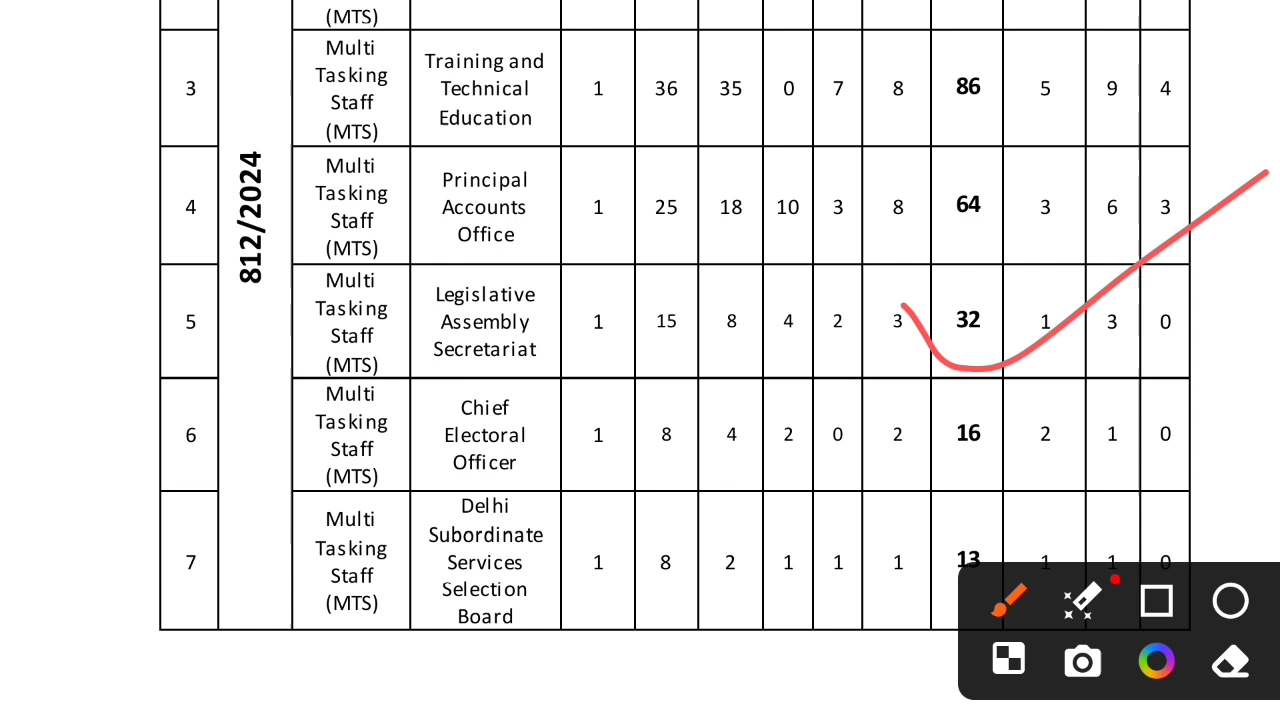 (MTS)
3 Multi Tasking Staff (MTS) Training and Technical Education 1 36 35 0 7 8 86 5 9 4
812/2024
4 Multi Tasking Staff (MTS) Principal Accounts Office 1 25 18 10 3 8 64 3 6 3
5 Multi Tasking Staff (MTS) Legislative Assembly Secretariat 1 15 8 4 2 3 32 1 3 0
6 Multi Tasking Staff (MTS) Chief Electoral Officer 1 8 4 2 0 2 16 2 1 0
7 Multi Tasking Staff (MTS) Delhi Subordinate Services Selection Board 1 8 2 1 1 1 13 1 1 0